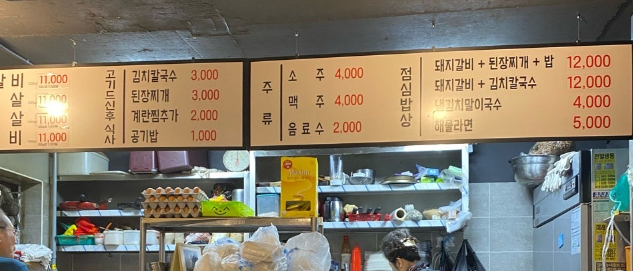 갈비 11,000
살 11,000
살 11,000
비 11,000
고기드신후식사
김치칼국수 3,000
된장찌개 3,000
계란찜추가 2,000
공기밥 1,000
주류
소주 4,000
맥주 4,000
음료수 2,000
점심밥상
돼지갈비 + 된장찌개 + 밥 12,000
돼지갈비 + 김치칼국수 12,000
냉김치말이국수 4,000
해물라면 5,000